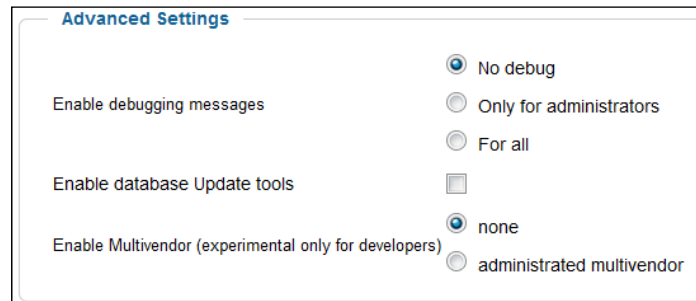 Advanced Settings
No debug
Enable debugging messages
Only for administrators
For all
Enable database Update tools
none
Enable Multivendor (experimental only for developers)
administrated multivendor